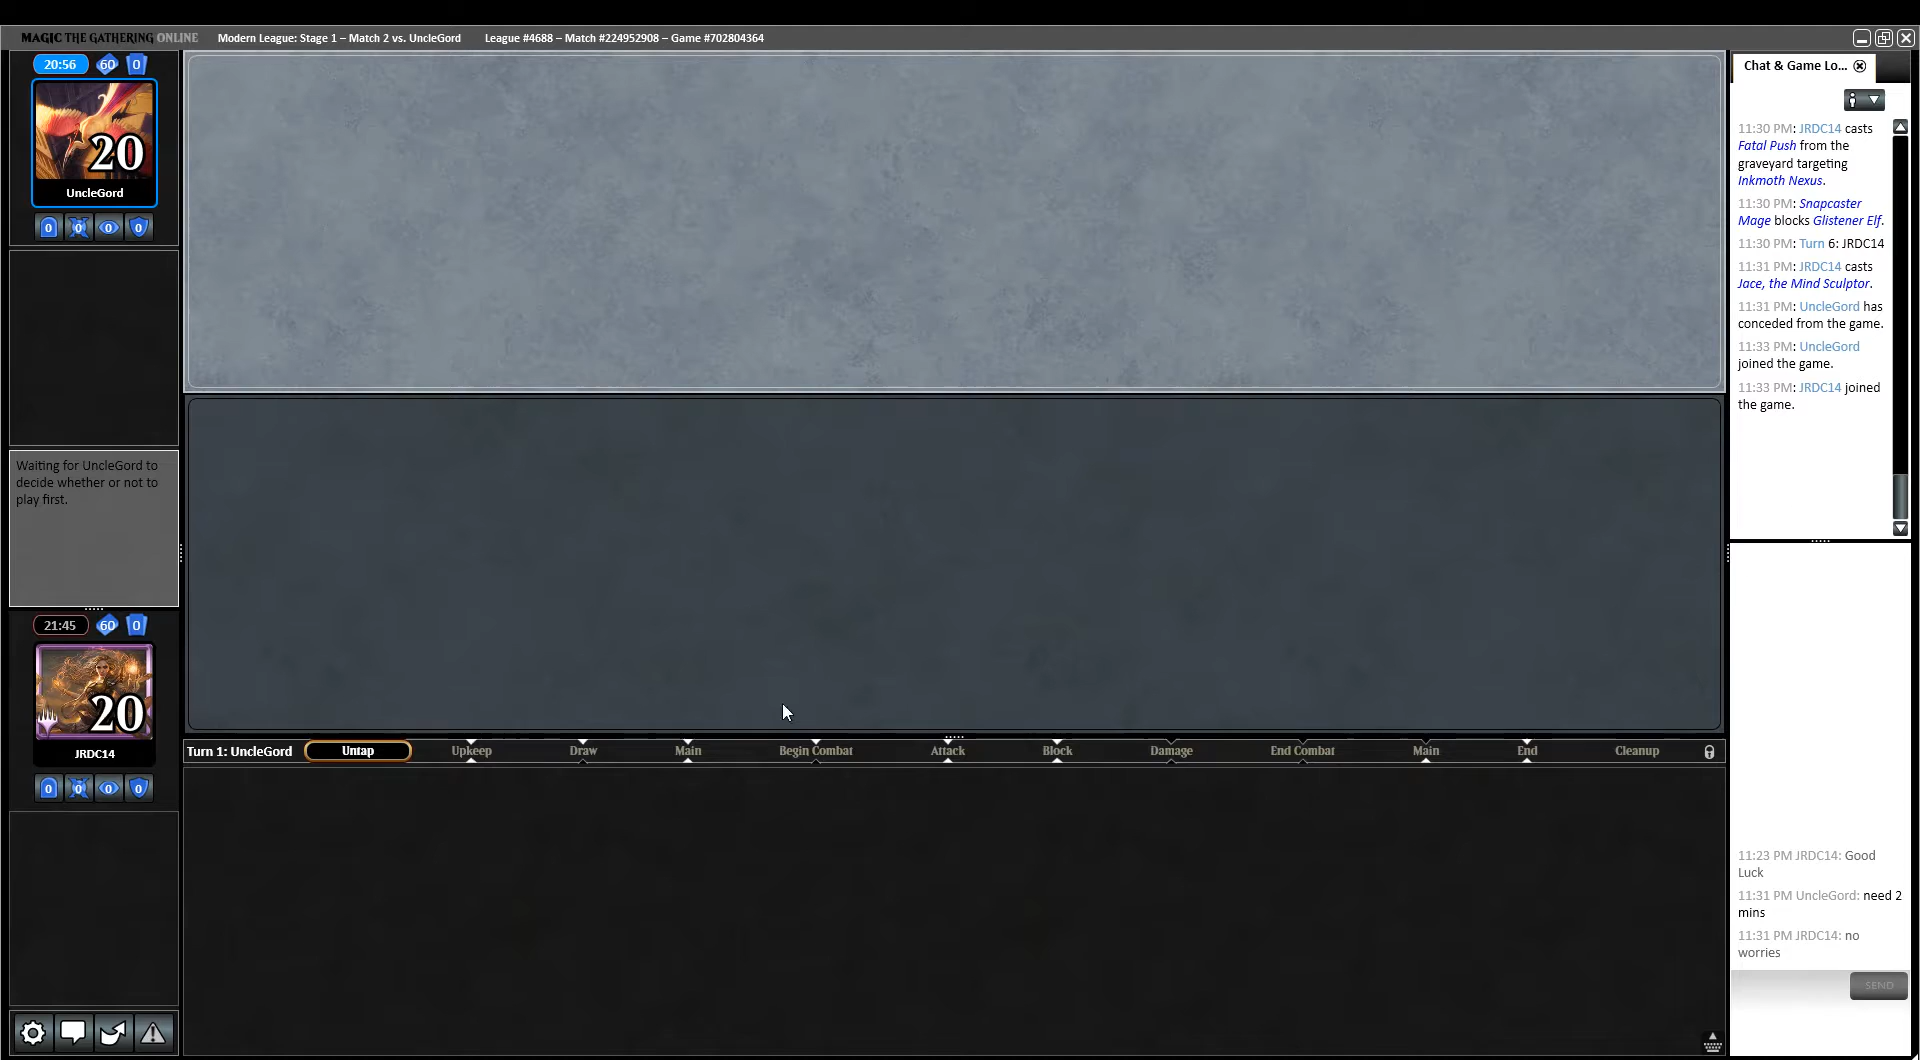 MAGIC THE GATHERING ONLINE
Modern League: Stage 1 – Match 2 vs. UncleGord
League #4688 – Match #224952908 – Game #702804364
20:56
60
0
20
UncleGord
0
0
0
0
Waiting for UncleGord to
decide whether or not to
play first.
21:45
60
0
20
JRDC14
0
0
0
0
Turn 1: UncleGord
Untap
Upkeep
Draw
Main
Begin Combat
Attack
Block
Damage
End Combat
Main
End
Cleanup
Chat & Game Lo...
11:30 PM: JRDC14 casts
Fatal Push from the
graveyard targeting
Inkmoth Nexus.
11:30 PM: Snapcaster
Mage blocks Glistener Elf.
11:30 PM: Turn 6: JRDC14
11:31 PM: JRDC14 casts
Jace, the Mind Sculptor.
11:31 PM: UncleGord has
conceded from the game.
11:33 PM: UncleGord
joined the game.
11:33 PM: JRDC14 joined
the game.
11:23 PM JRDC14: Good
Luck
11:31 PM UncleGord: need 2
mins
11:31 PM JRDC14: no
worries
SEND